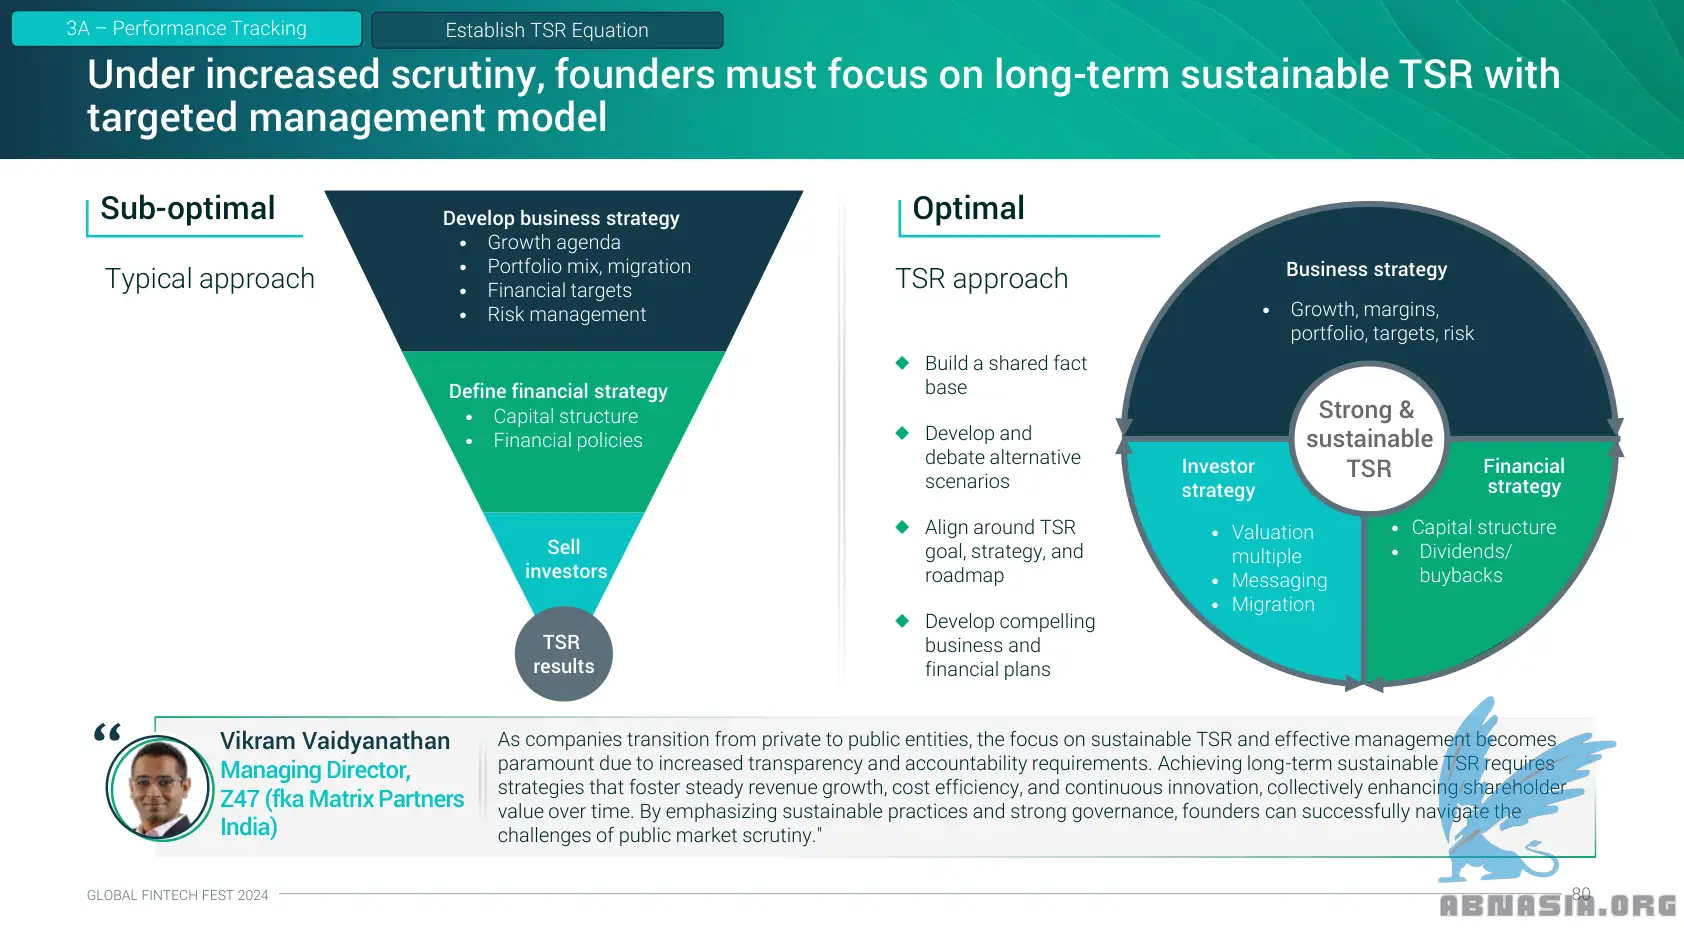 3A – Performance Tracking
Establish TSR Equation
Under increased scrutiny, founders must focus on long-term sustainable TSR with
targeted management model
Sub-optimal
Typical approach
Develop business strategy
• Growth agenda
• Portfolio mix, migration
• Financial targets
• Risk management
Define financial strategy
• Capital structure
• Financial policies
Sell
investors
TSR
results
Optimal
TSR approach
Build a shared fact
base
Develop and
debate alternative
scenarios
Align around TSR
goal, strategy, and
roadmap
Develop compelling
business and
financial plans
Business strategy
• Growth, margins,
portfolio, targets, risk
Strong &
sustainable
TSR
Investor
strategy
• Valuation
multiple
• Messaging
• Migration
Financial
strategy
• Capital structure
• Dividends/
buybacks
“
Vikram Vaidyanathan
Managing Director,
Z47 (fka Matrix Partners
India)
As companies transition from private to public entities, the focus on sustainable TSR and effective management becomes
paramount due to increased transparency and accountability requirements. Achieving long-term sustainable TSR requires
strategies that foster steady revenue growth, cost efficiency, and continuous innovation, collectively enhancing shareholder
value over time. By emphasizing sustainable practices and strong governance, founders can successfully navigate the
challenges of public market scrutiny."
GLOBAL FINTECH FEST 2024
80
ABNASIA.ORG